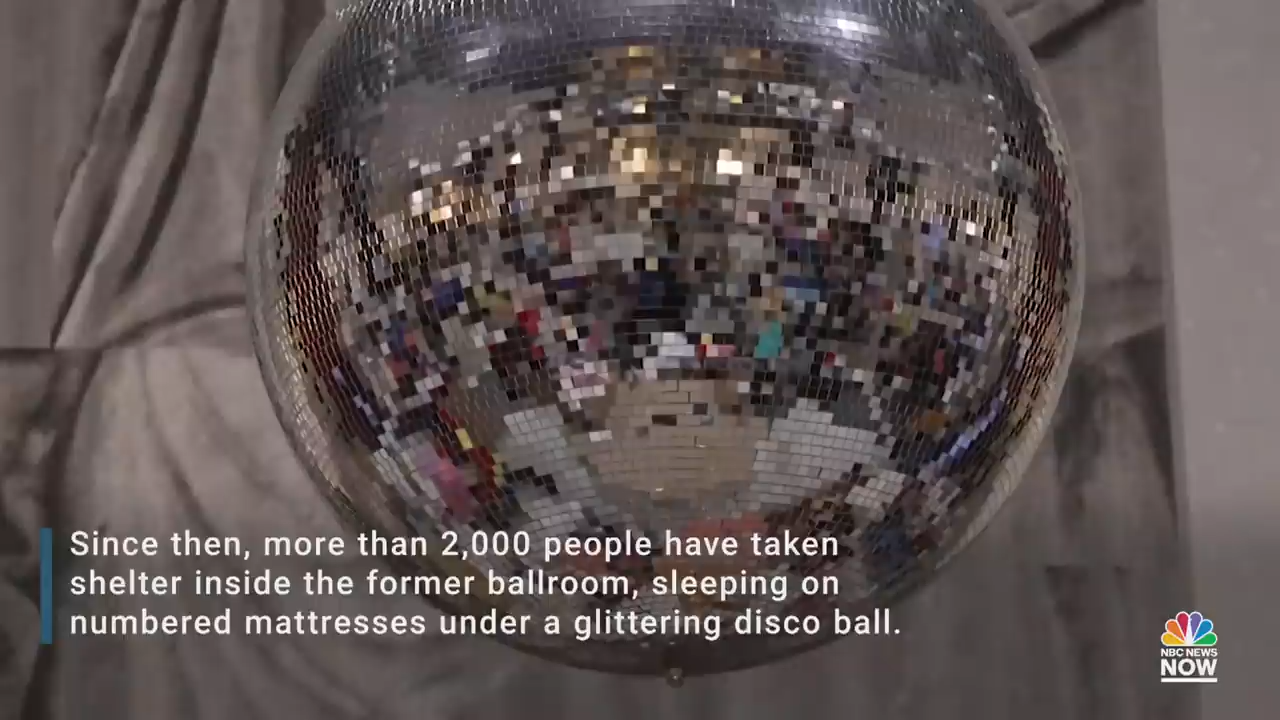 Since then, more than 2,000 people have taken
shelter inside the former ballroom, sleeping on
numbered mattresses under a glittering disco ball.
NBC NEWS
NOW